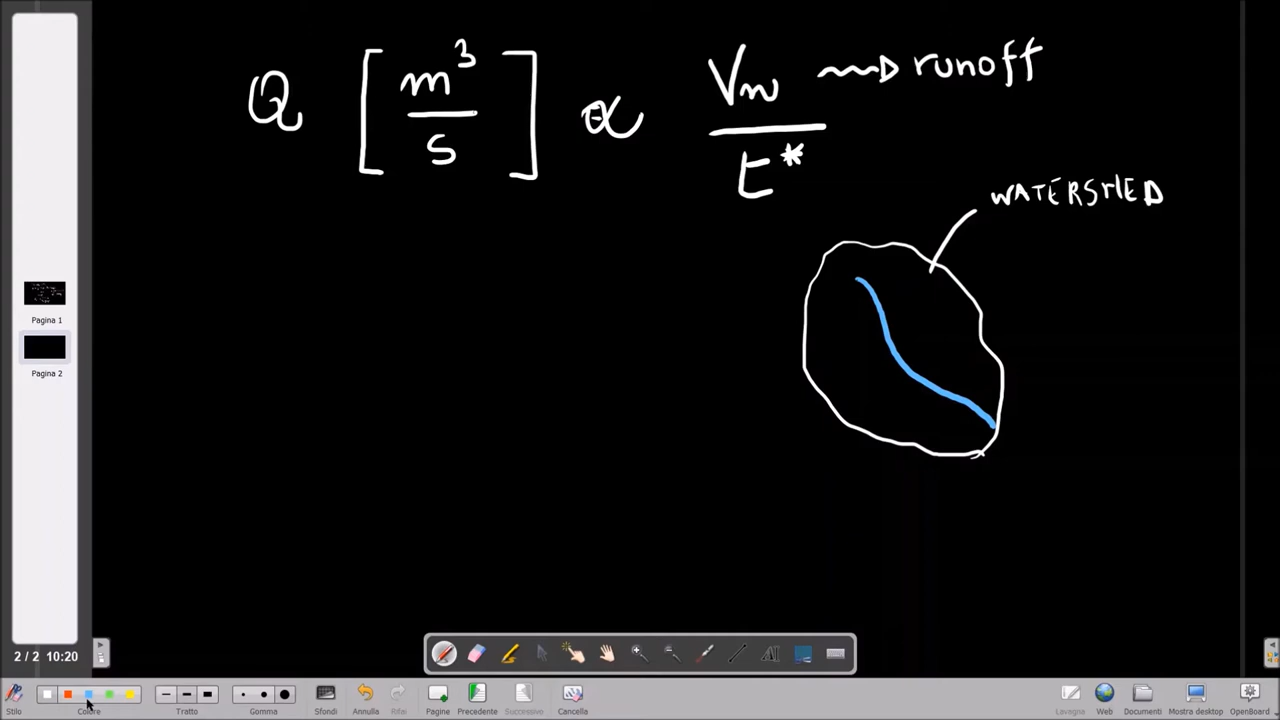 Q [ m³ / s ] ∝ Vn / t* ⇝ runoff
WATERSHED
Pagina 1
Pagina 2
2 / 2 10:20
Stilo
Colore
Tratto
Gomma
Sfondi
Annulla
Rifai
Pagine
Precedente
Successivo
Cancella
Lavagna
Web
Documenti
Mostra desktop
OpenBoard